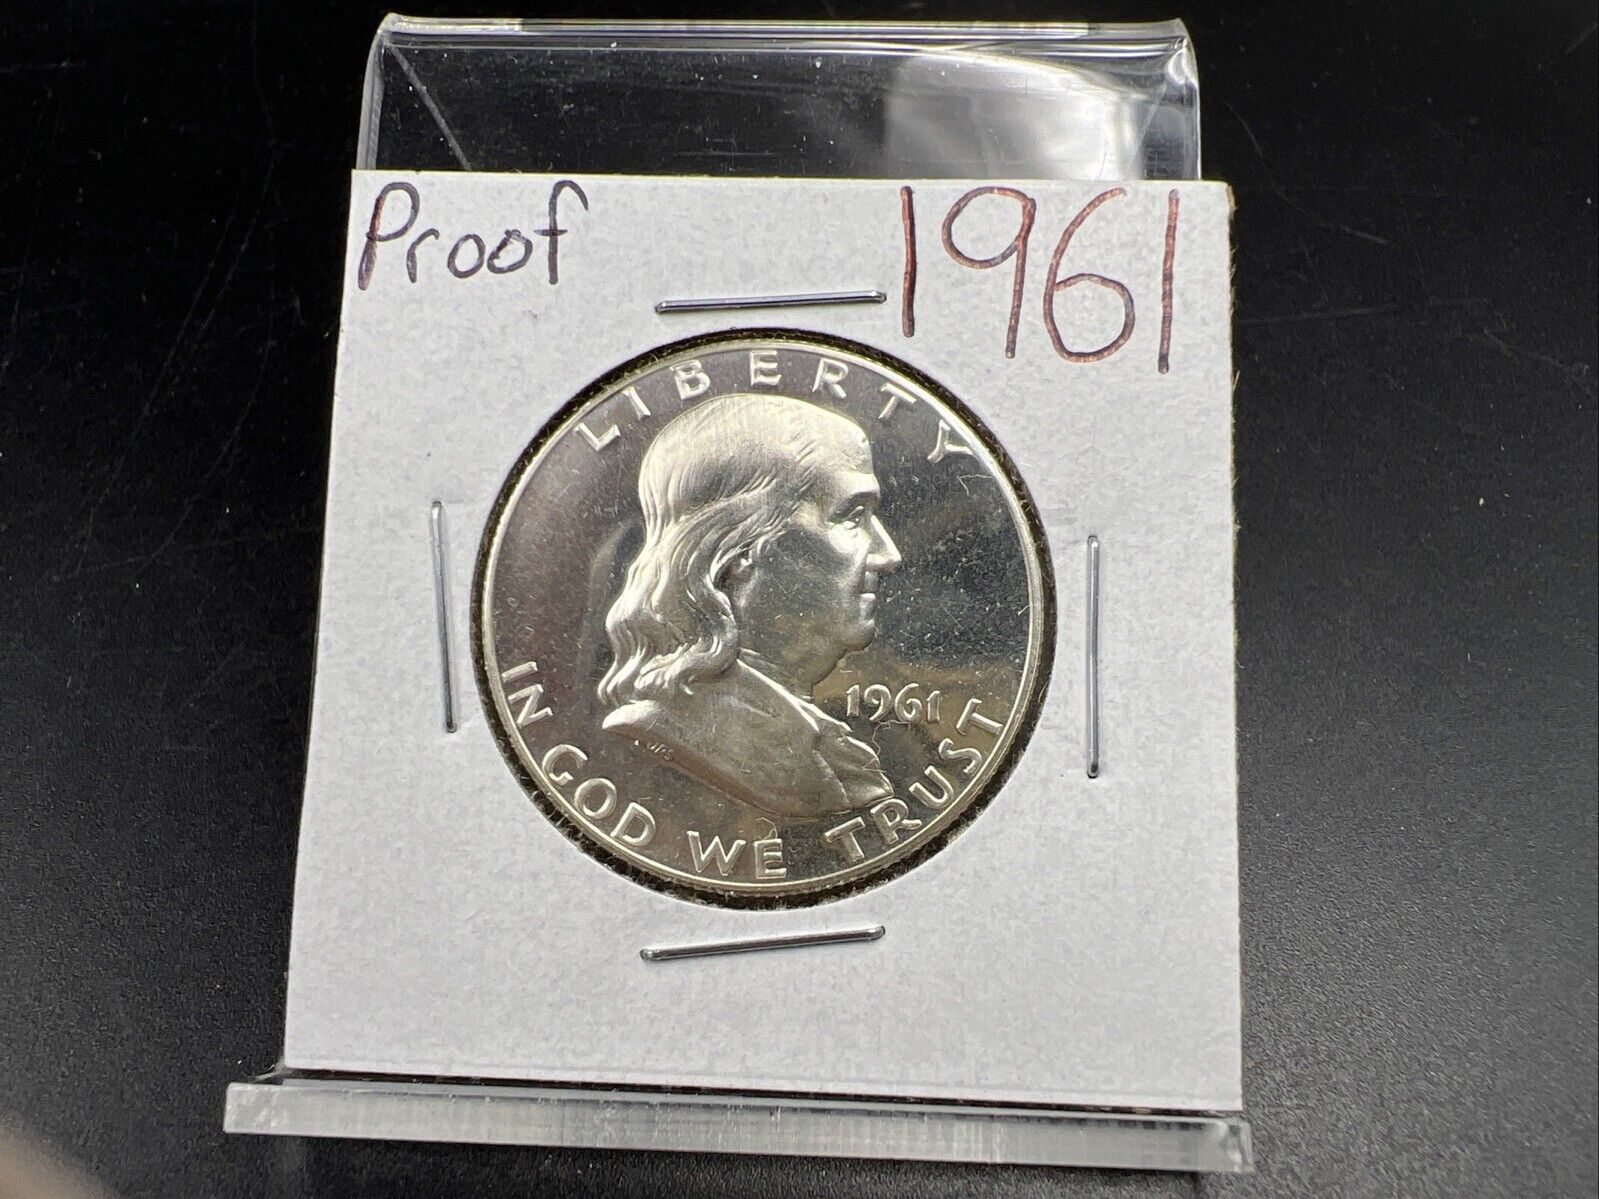 Proof 1961
LIBERTY
1961
IN GOD WE TRUST